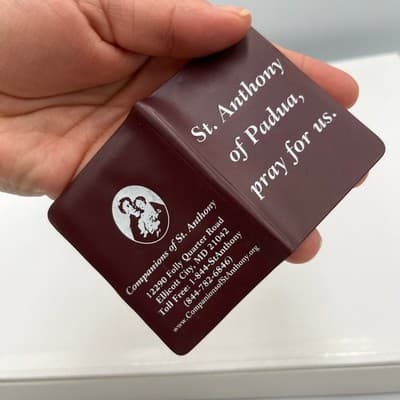 St. Anthony
of Padua,
pray for us.
Companions of St. Anthony
12290 Folly Quarter Road
Ellicott City, MD 21042
Toll Free: 1-844-StAnthony
(844-782-6846)
www.CompanionsofStAnthony.org